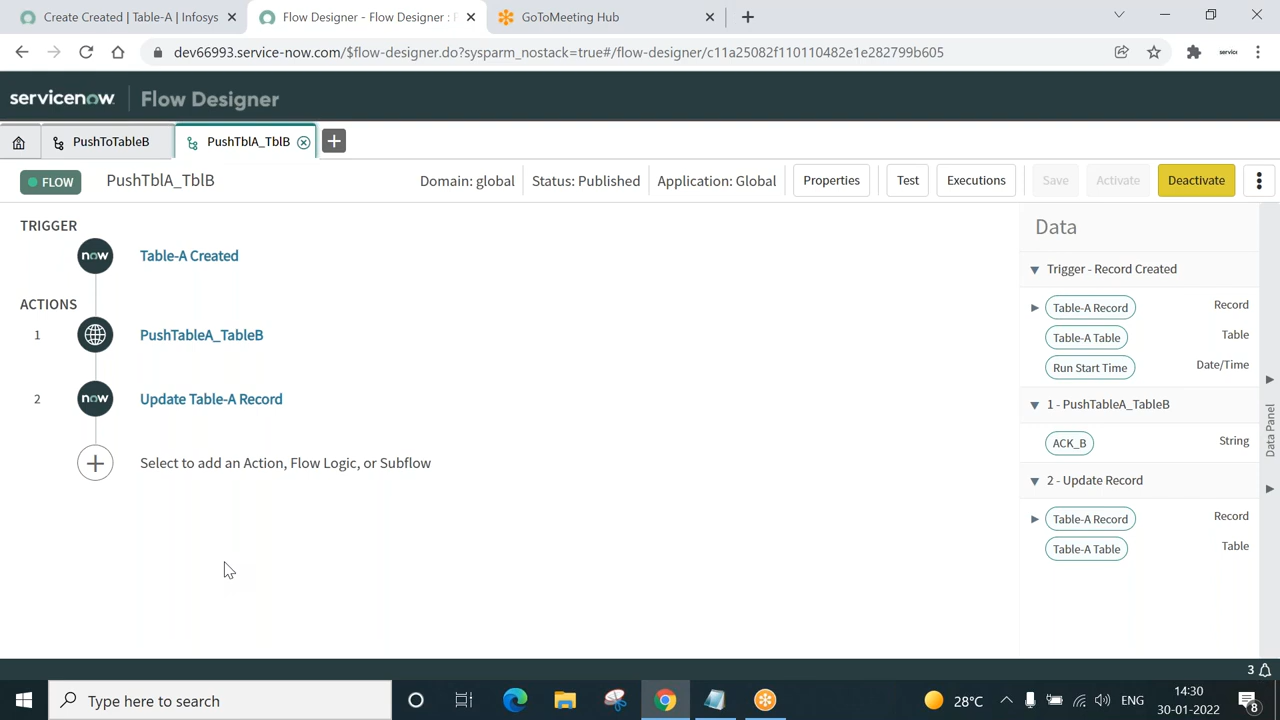 Create Created | Table-A | Infosys
Flow Designer - Flow Designer : F
GoToMeeting Hub
dev66993.service-now.com/$flow-designer.do?sysparm_nostack=true#/flow-designer/c11a25082f110110482e1e282799b605
servicenow
Flow Designer
PushToTableB
PushTblA_TblB
FLOW
PushTblA_TblB
Domain: global
Status: Published
Application: Global
Properties
Test
Executions
Save
Activate
Deactivate
TRIGGER
now
Table-A Created
ACTIONS
1
PushTableA_TableB
2
now
Update Table-A Record
Select to add an Action, Flow Logic, or Subflow
Data
Trigger - Record Created
Table-A Record
Record
Table-A Table
Table
Run Start Time
Date/Time
1 - PushTableA_TableB
ACK_B
String
2 - Update Record
Table-A Record
Record
Table-A Table
Table
Data Panel
3
Type here to search
28°C
ENG
14:30
30-01-2022
8